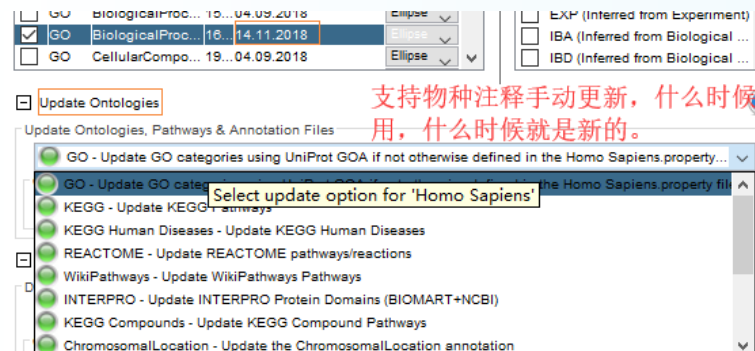 GO BiologicalProc... 15...04.09.2018 Ellipse
EXP (Inferred from Experiment)
GO BiologicalProc... 16...14.11.2018 Ellipse
IBA (Inferred from Biological ...
GO CellularCompo... 19...04.09.2018 Ellipse
IBD (Inferred from Biological ...
Update Ontologies
支持物种注释手动更新，什么时候
用，什么时候就是新的。
Update Ontologies, Pathways & Annotation Files
GO - Update GO categories using UniProt GOA if not otherwise defined in the Homo Sapiens.property...
GO - Update GO categ the Homo Sapiens.property fil
Select update option for 'Homo Sapiens'
KEGG - Update KEGG Pathways
KEGG Human Diseases - Update KEGG Human Diseases
REACTOME - Update REACTOME pathways/reactions
WikiPathways - Update WikiPathways Pathways
INTERPRO - Update INTERPRO Protein Domains (BIOMART+NCBI)
KEGG Compounds - Update KEGG Compound Pathways
ChromosomalLocation - Update the ChromosomalLocation annotation